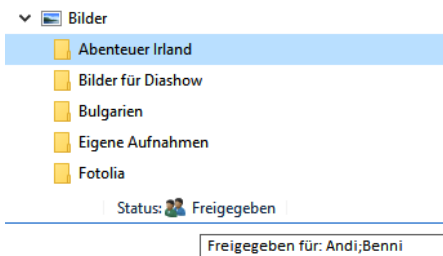 Bilder
Abenteuer Irland
Bilder für Diashow
Bulgarien
Eigene Aufnahmen
Fotolia
Status: Freigegeben
Freigegeben für: Andi;Benni